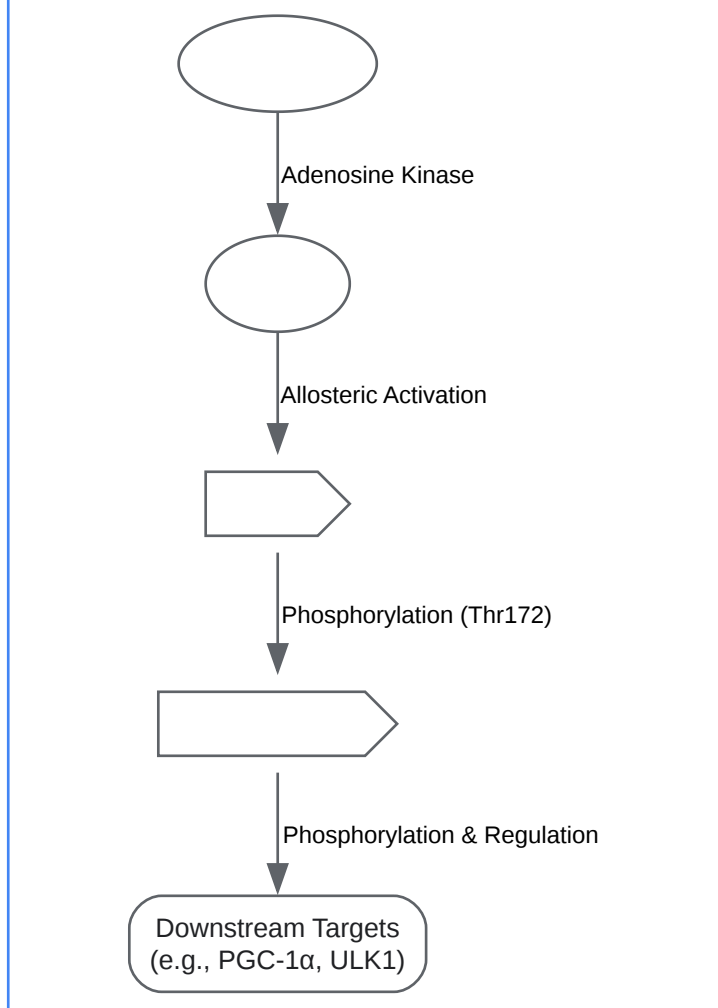 Adenosine Kinase
Allosteric Activation
Phosphorylation (Thr172)
Phosphorylation & Regulation
Downstream Targets
(e.g., PGC-1α, ULK1)